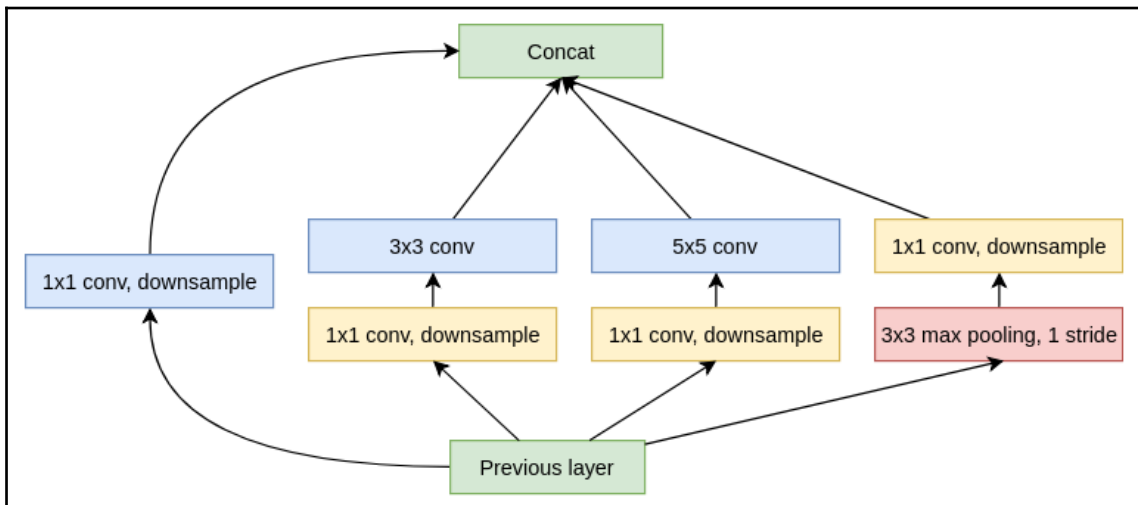 Concat
3x3 conv
5x5 conv
1x1 conv, downsample
1x1 conv, downsample
1x1 conv, downsample
1x1 conv, downsample
3x3 max pooling, 1 stride
Previous layer